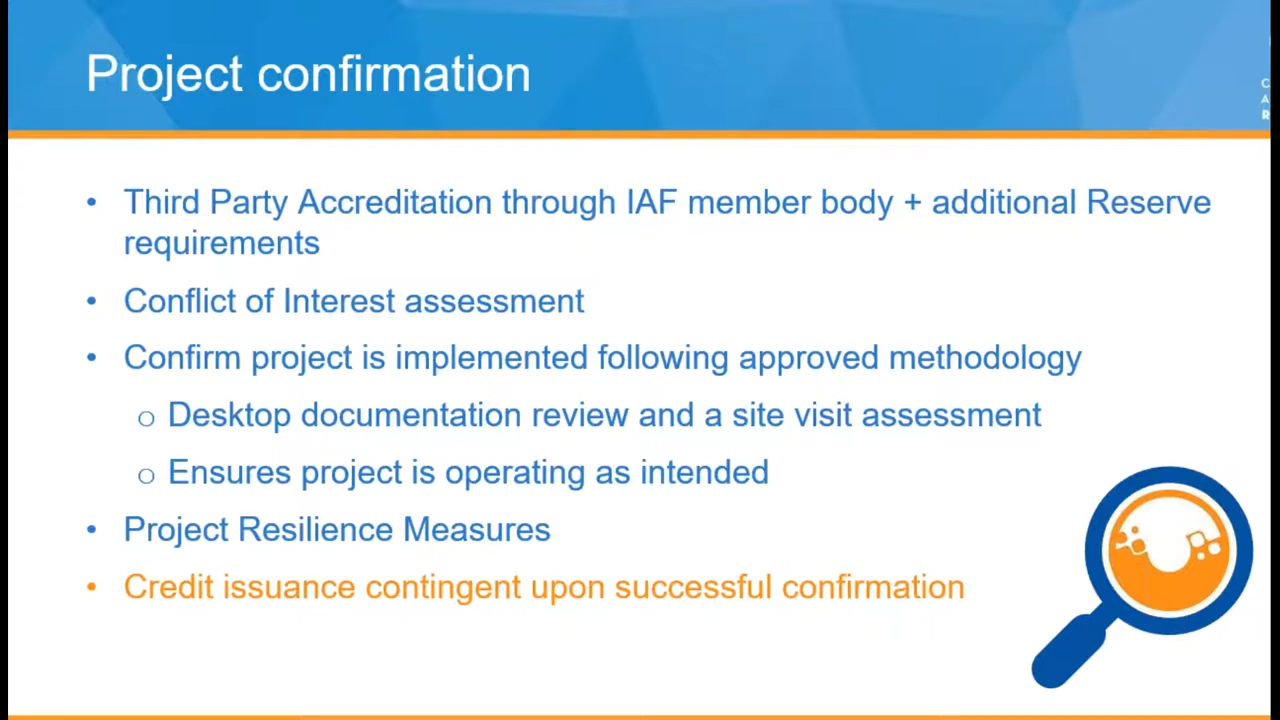 Project confirmation
C
A
R
• Third Party Accreditation through IAF member body + additional Reserve
requirements
• Conflict of Interest assessment
• Confirm project is implemented following approved methodology
o Desktop documentation review and a site visit assessment
o Ensures project is operating as intended
• Project Resilience Measures
• Credit issuance contingent upon successful confirmation